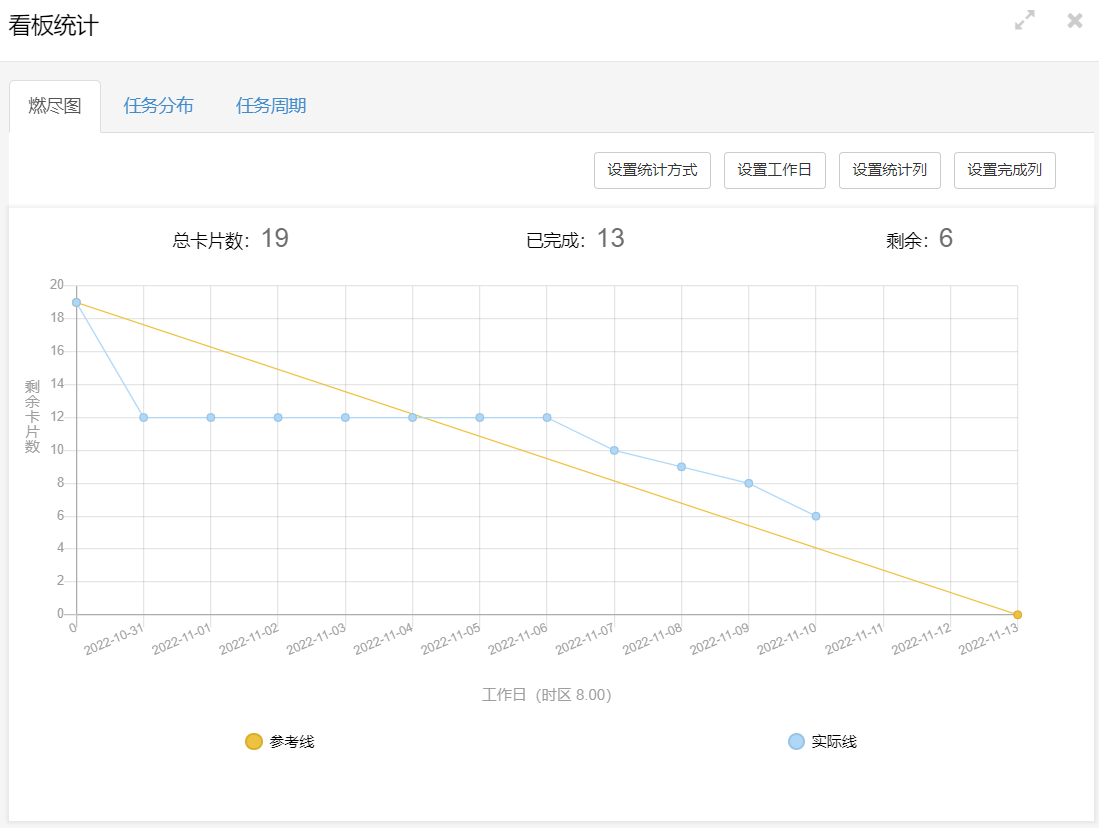 看板统计
燃尽图 任务分布 任务周期
设置统计方式 设置工作日 设置统计列 设置完成列
总卡片数：19 已完成：13 剩余：6
20
18
16
14
12
10
8
6
4
2
0
剩余卡片数
0 2022-10-31 2022-11-01 2022-11-02 2022-11-03 2022-11-04 2022-11-05 2022-11-06 2022-11-07 2022-11-08 2022-11-09 2022-11-10 2022-11-11 2022-11-12 2022-11-13
工作日（时区 8.00）
参考线 实际线